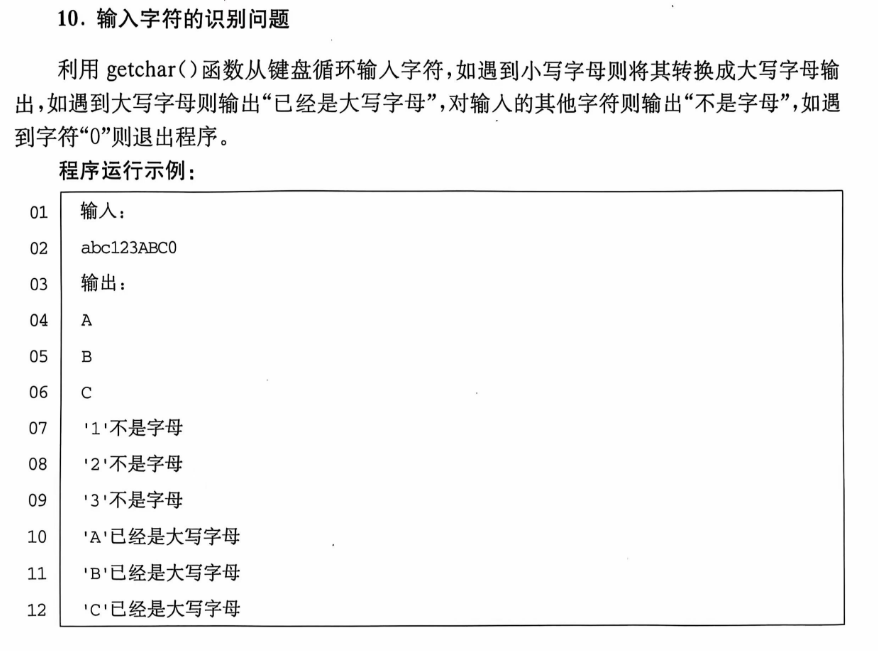 10. 输入字符的识别问题
利用 getchar()函数从键盘循环输入字符,如遇到小写字母则将其转换成大写字母输
出,如遇到大写字母则输出“已经是大写字母”,对输入的其他字符则输出“不是字母”,如遇
到字符“0”则退出程序。
程序运行示例:
01 输入:
02 abc123ABC0
03 输出:
04 A
05 B
06 C
07 '1'不是字母
08 '2'不是字母
09 '3'不是字母
10 'A'已经是大写字母
11 'B'已经是大写字母
12 'C'已经是大写字母